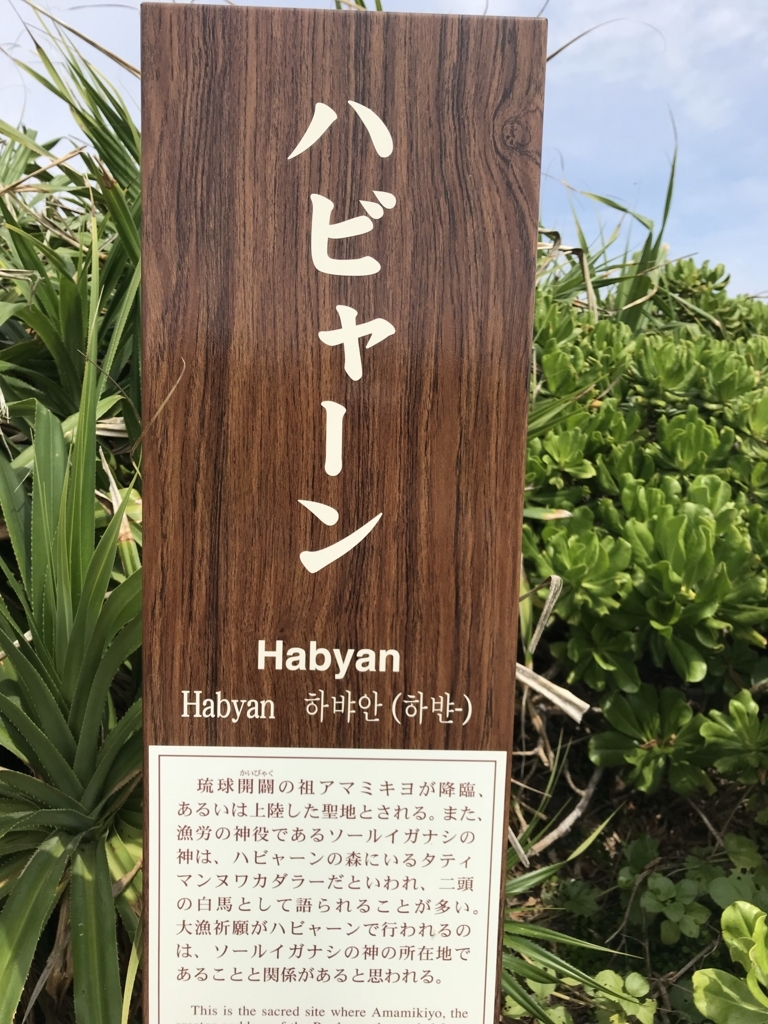 ハビャーン
Habyan
Habyan 하뱌안 (하뱐-)
かいびゃく
琉球開闢の祖アマミキヨが降臨、
あるいは上陸した聖地とされる。また、
漁労の神役であるソールイガナシの
神は、ハビャーンの森にいるタティ
マンヌワカダラーだといわれ、二頭
の白馬として語られることが多い。
大漁祈願がハビャーンで行われるの
は、ソールイガナシの神の所在地で
あることと関係があると思われる。
This is the sacred site where Amamikiyo, the